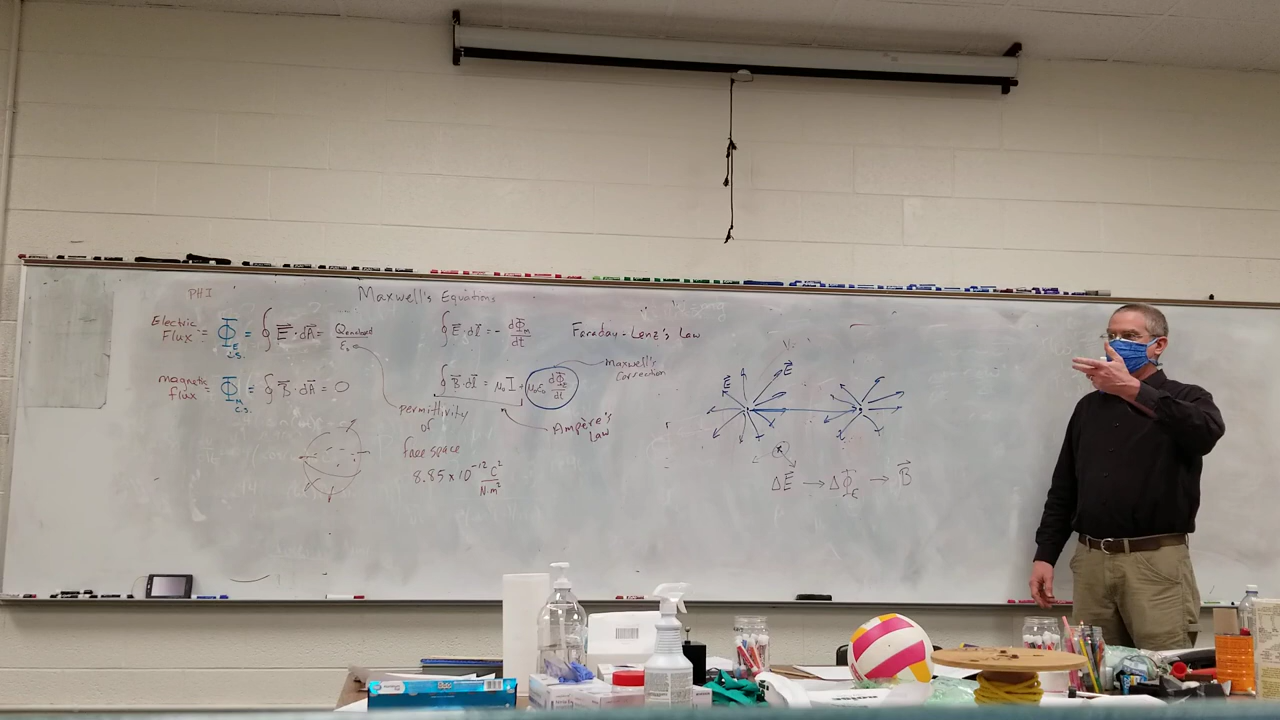 PHI
Maxwell's Equations
Electric Flux := Φ_E c.s. = ∮ E⃗·dA⃗ = Qenclosed/ε₀
∮ E⃗·dl⃗ = - dΦ_M/dt
Faraday-Lenz's Law
magnetic flux := Φ_M c.s. = ∮ B⃗·dA⃗ = 0
∮ B⃗·dl⃗ = μ₀ I + μ₀ε₀ dΦ_E/dt
Maxwell's
Correction
Ampère's
Law
permittivity
of
free space
8.85 x 10⁻¹² C²/N·m²
E⃗
E⃗
ΔE⃗ → ΔΦ_E → B⃗